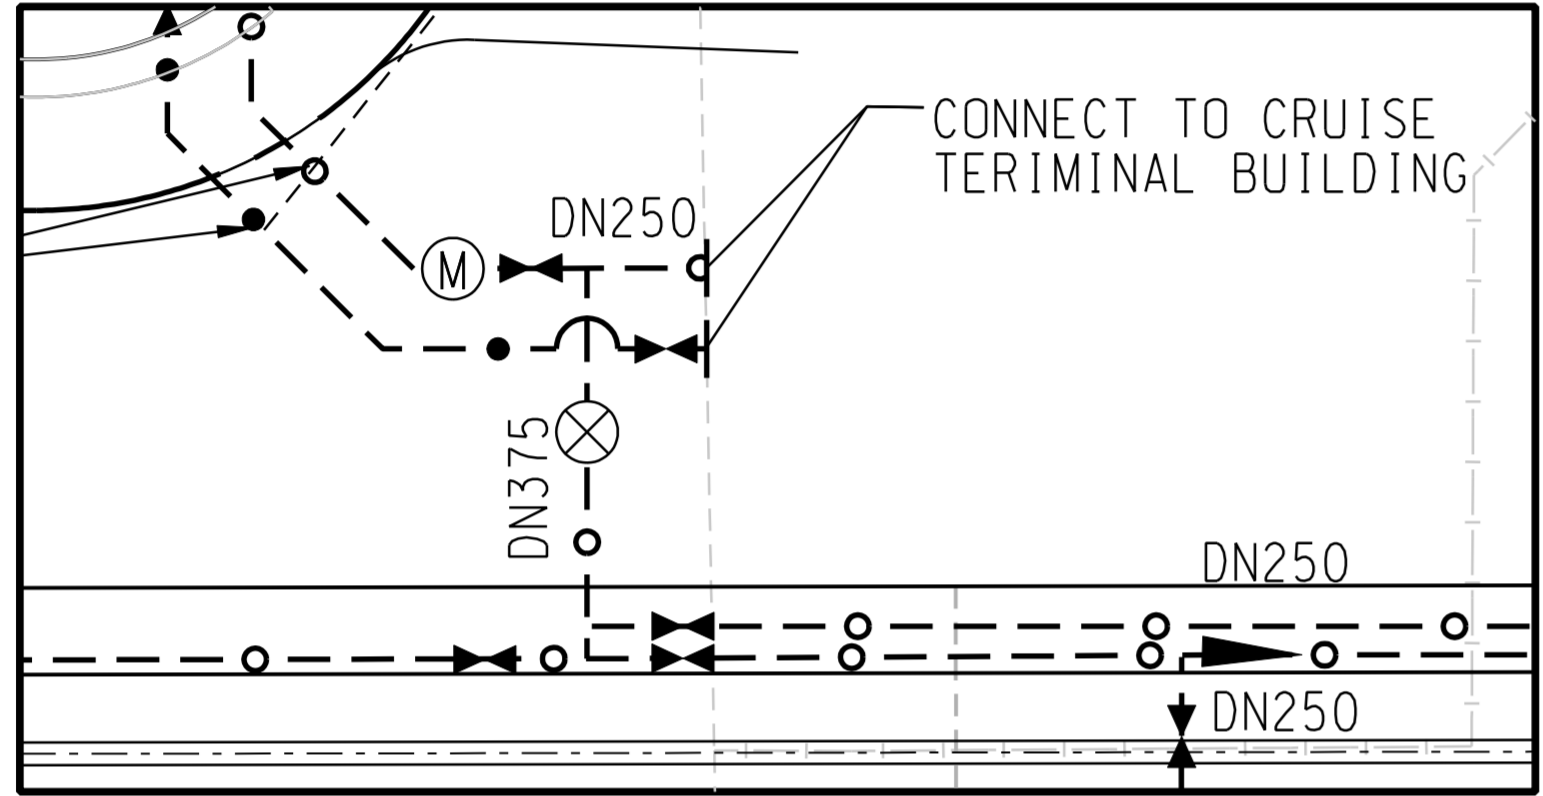 CONNECT TO CRUISE
TERIMINAL BUILDING
DN250
M
DN375
DN250
DN250